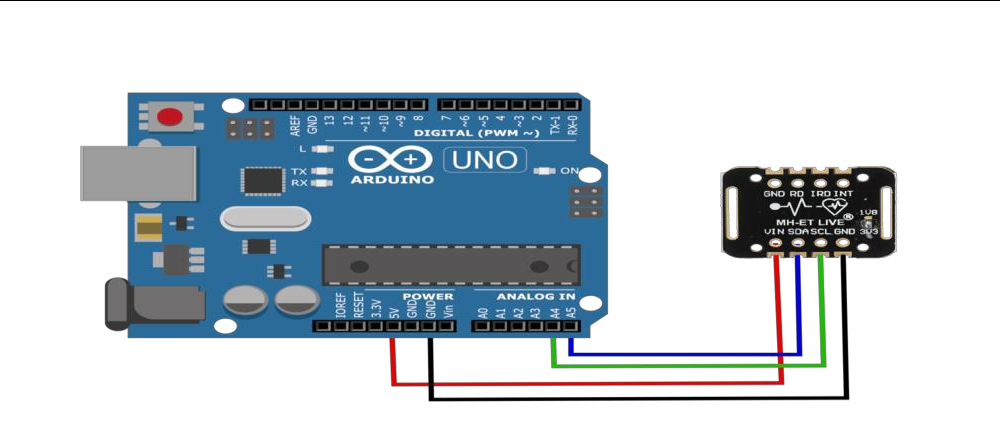 AREF
GND
13
12
~11
~10
~9
8
7
~6
~5
4
~3
2
TX-1
RX-0
DIGITAL (PWM ~)
L
TX
RX
ARDUINO
UNO
ON
POWER
ANALOG IN
IOREF
RESET
3.3V
5V
GND
GND
Vin
A0
A1
A2
A3
A4
A5
GND RD IRD INT
MH-ET LIVE®
1V8
VIN SDA SCL GND 3V3